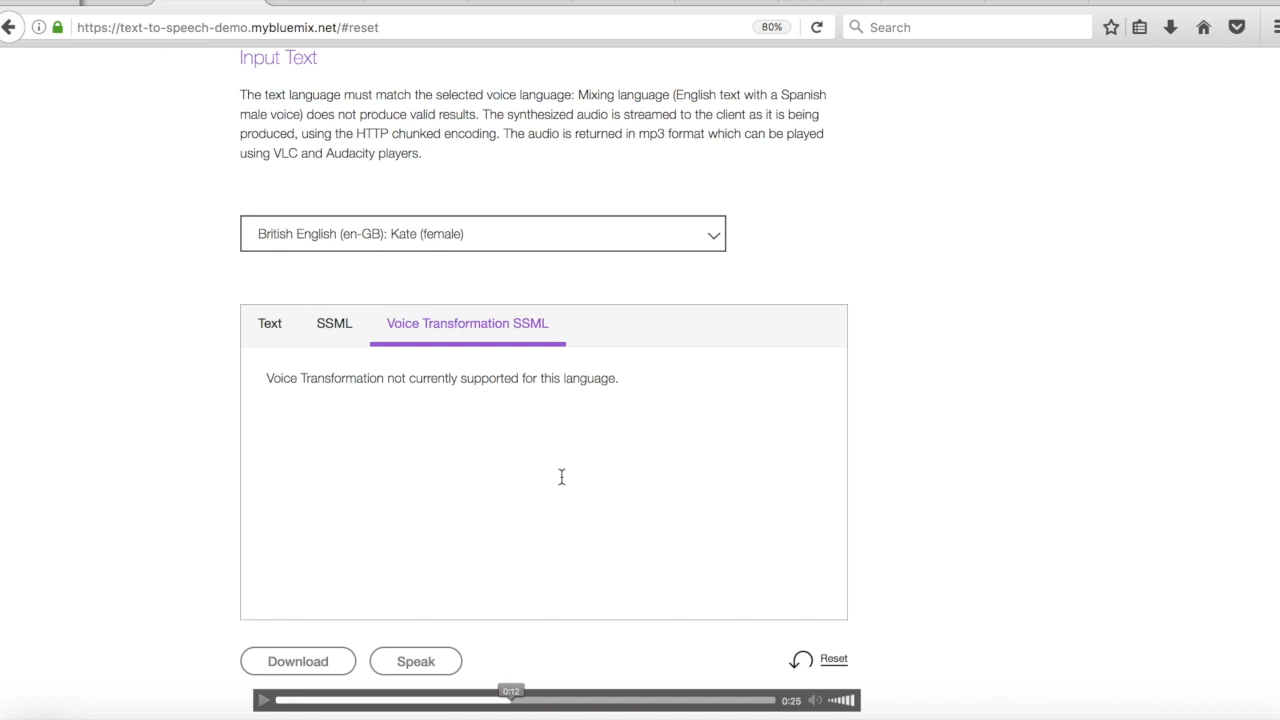 https://text-to-speech-demo.mybluemix.net/#reset
80%
Search
Input Text
The text language must match the selected voice language: Mixing language (English text with a Spanish
male voice) does not produce valid results. The synthesized audio is streamed to the client as it is being
produced, using the HTTP chunked encoding. The audio is returned in mp3 format which can be played
using VLC and Audacity players.
British English (en-GB): Kate (female)
Text
SSML
Voice Transformation SSML
Voice Transformation not currently supported for this language.
Download
Speak
Reset
0:12
0:25